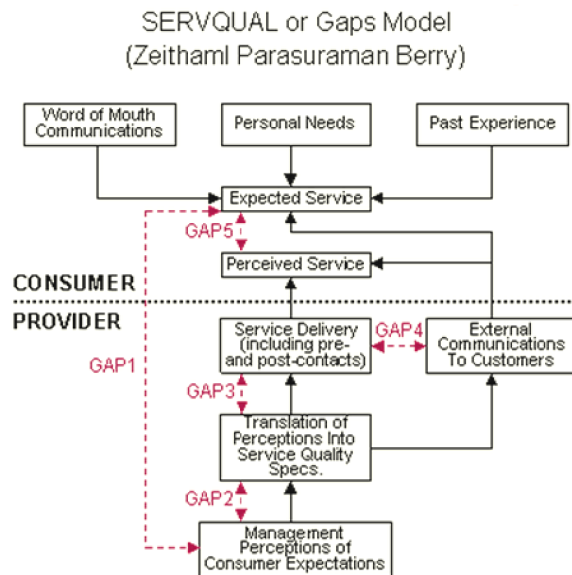 SERVQUAL or Gaps Model
(Zeithaml Parasuraman Berry)
Word of Mouth
Communications
Personal Needs
Past Experience
Expected Service
GAP5
Perceived Service
CONSUMER
PROVIDER
Service Delivery
(including pre-
and post-contacts)
GAP4
External
Communications
To Customers
GAP1
GAP3
Translation of
Perceptions Into
Service Quality
Specs.
GAP2
Management
Perceptions of
Consumer Expectations